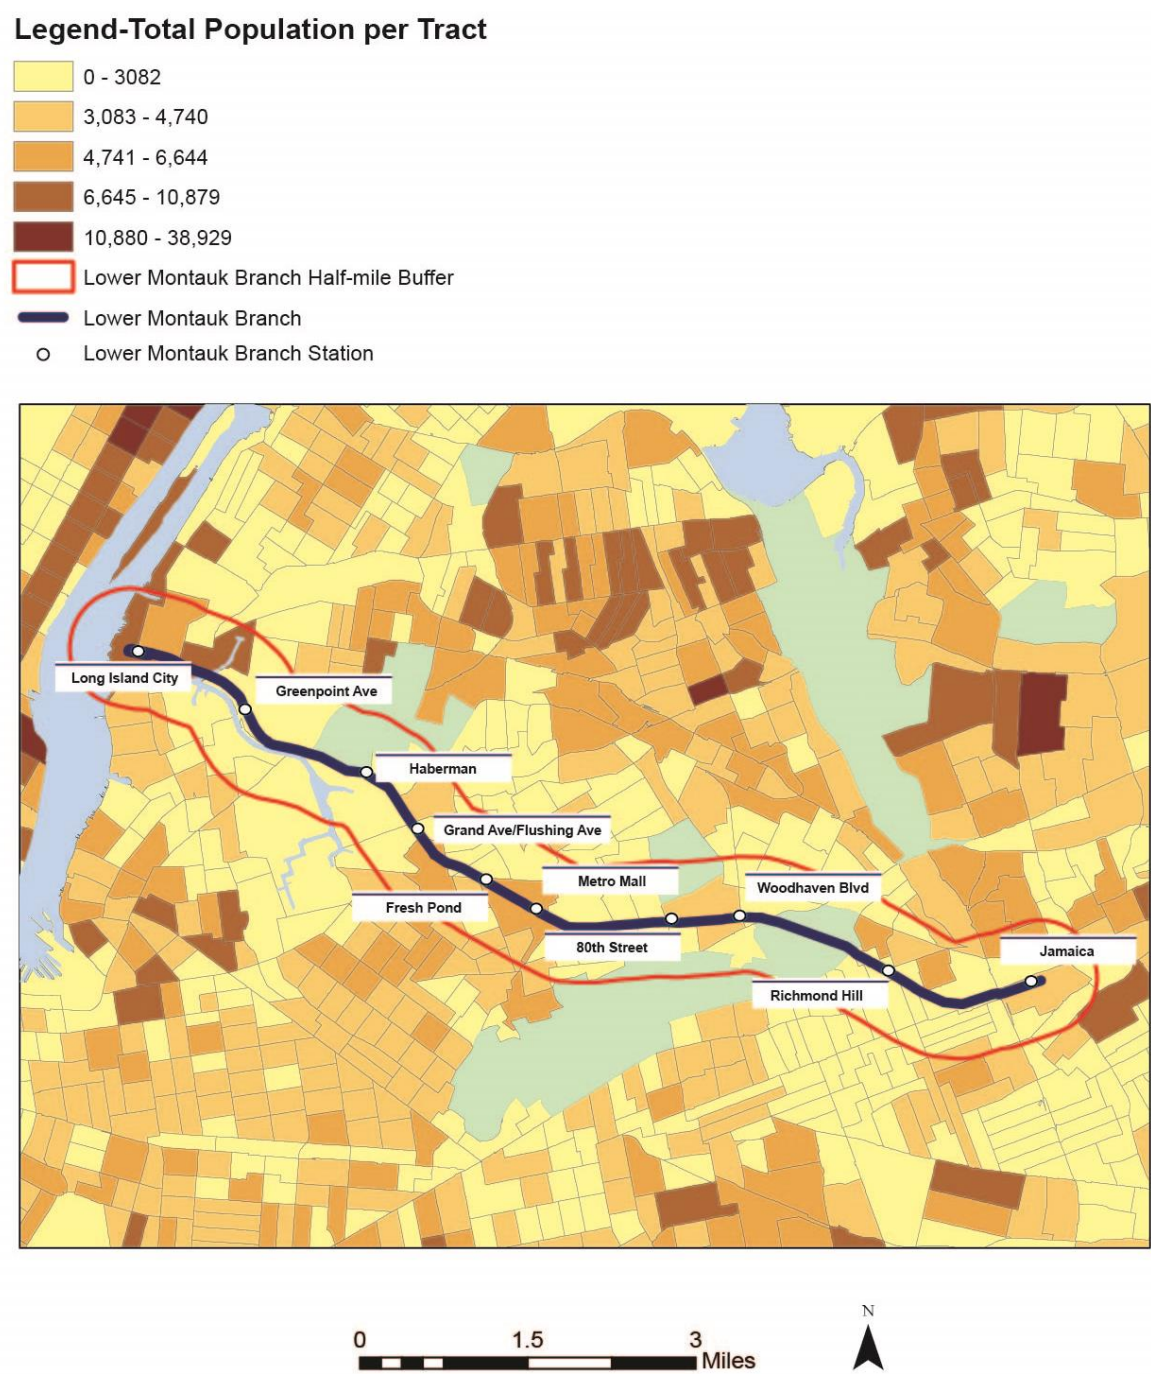 Legend-Total Population per Tract
0 - 3082
3,083 - 4,740
4,741 - 6,644
6,645 - 10,879
10,880 - 38,929
Lower Montauk Branch Half-mile Buffer
Lower Montauk Branch
Lower Montauk Branch Station
Long Island City
Greenpoint Ave
Haberman
Grand Ave/Flushing Ave
Metro Mall
Woodhaven Blvd
Fresh Pond
80th Street
Jamaica
Richmond Hill
N
0 1.5 3
Miles